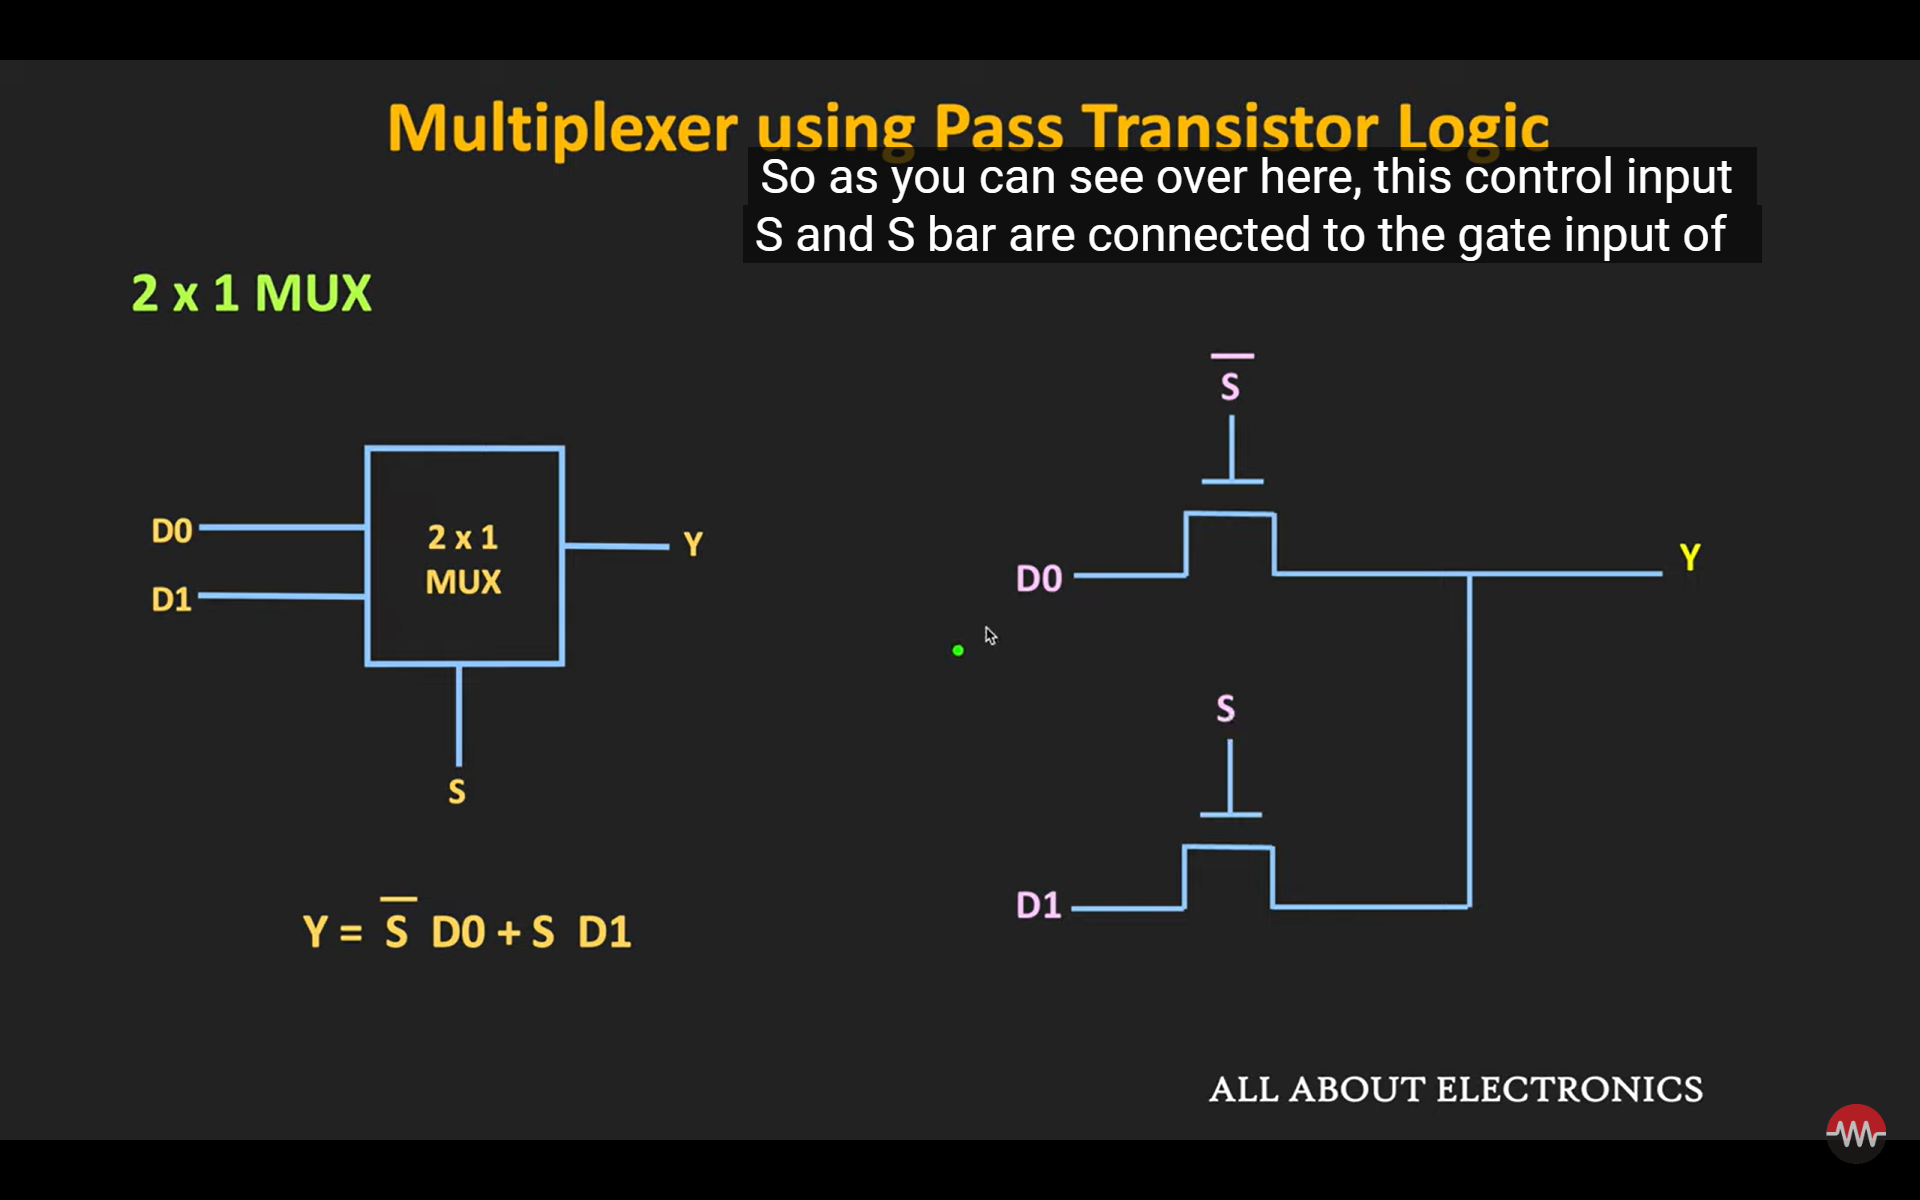 Multiplexer using Pass Transistor Logic
So as you can see over here, this control input
S and S bar are connected to the gate input of
2 x 1 MUX
D0
D1
2 x 1
MUX
Y
S
Y = S̅ D0 + S D1
S̅
D0
Y
S
D1
ALL ABOUT ELECTRONICS